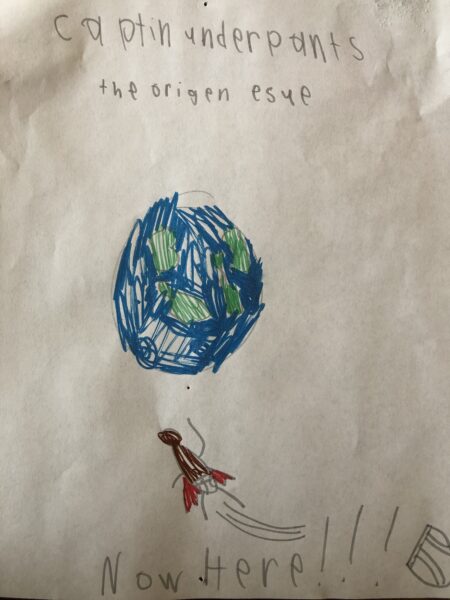 captin underpants
the origen esue
Now Here!!!!